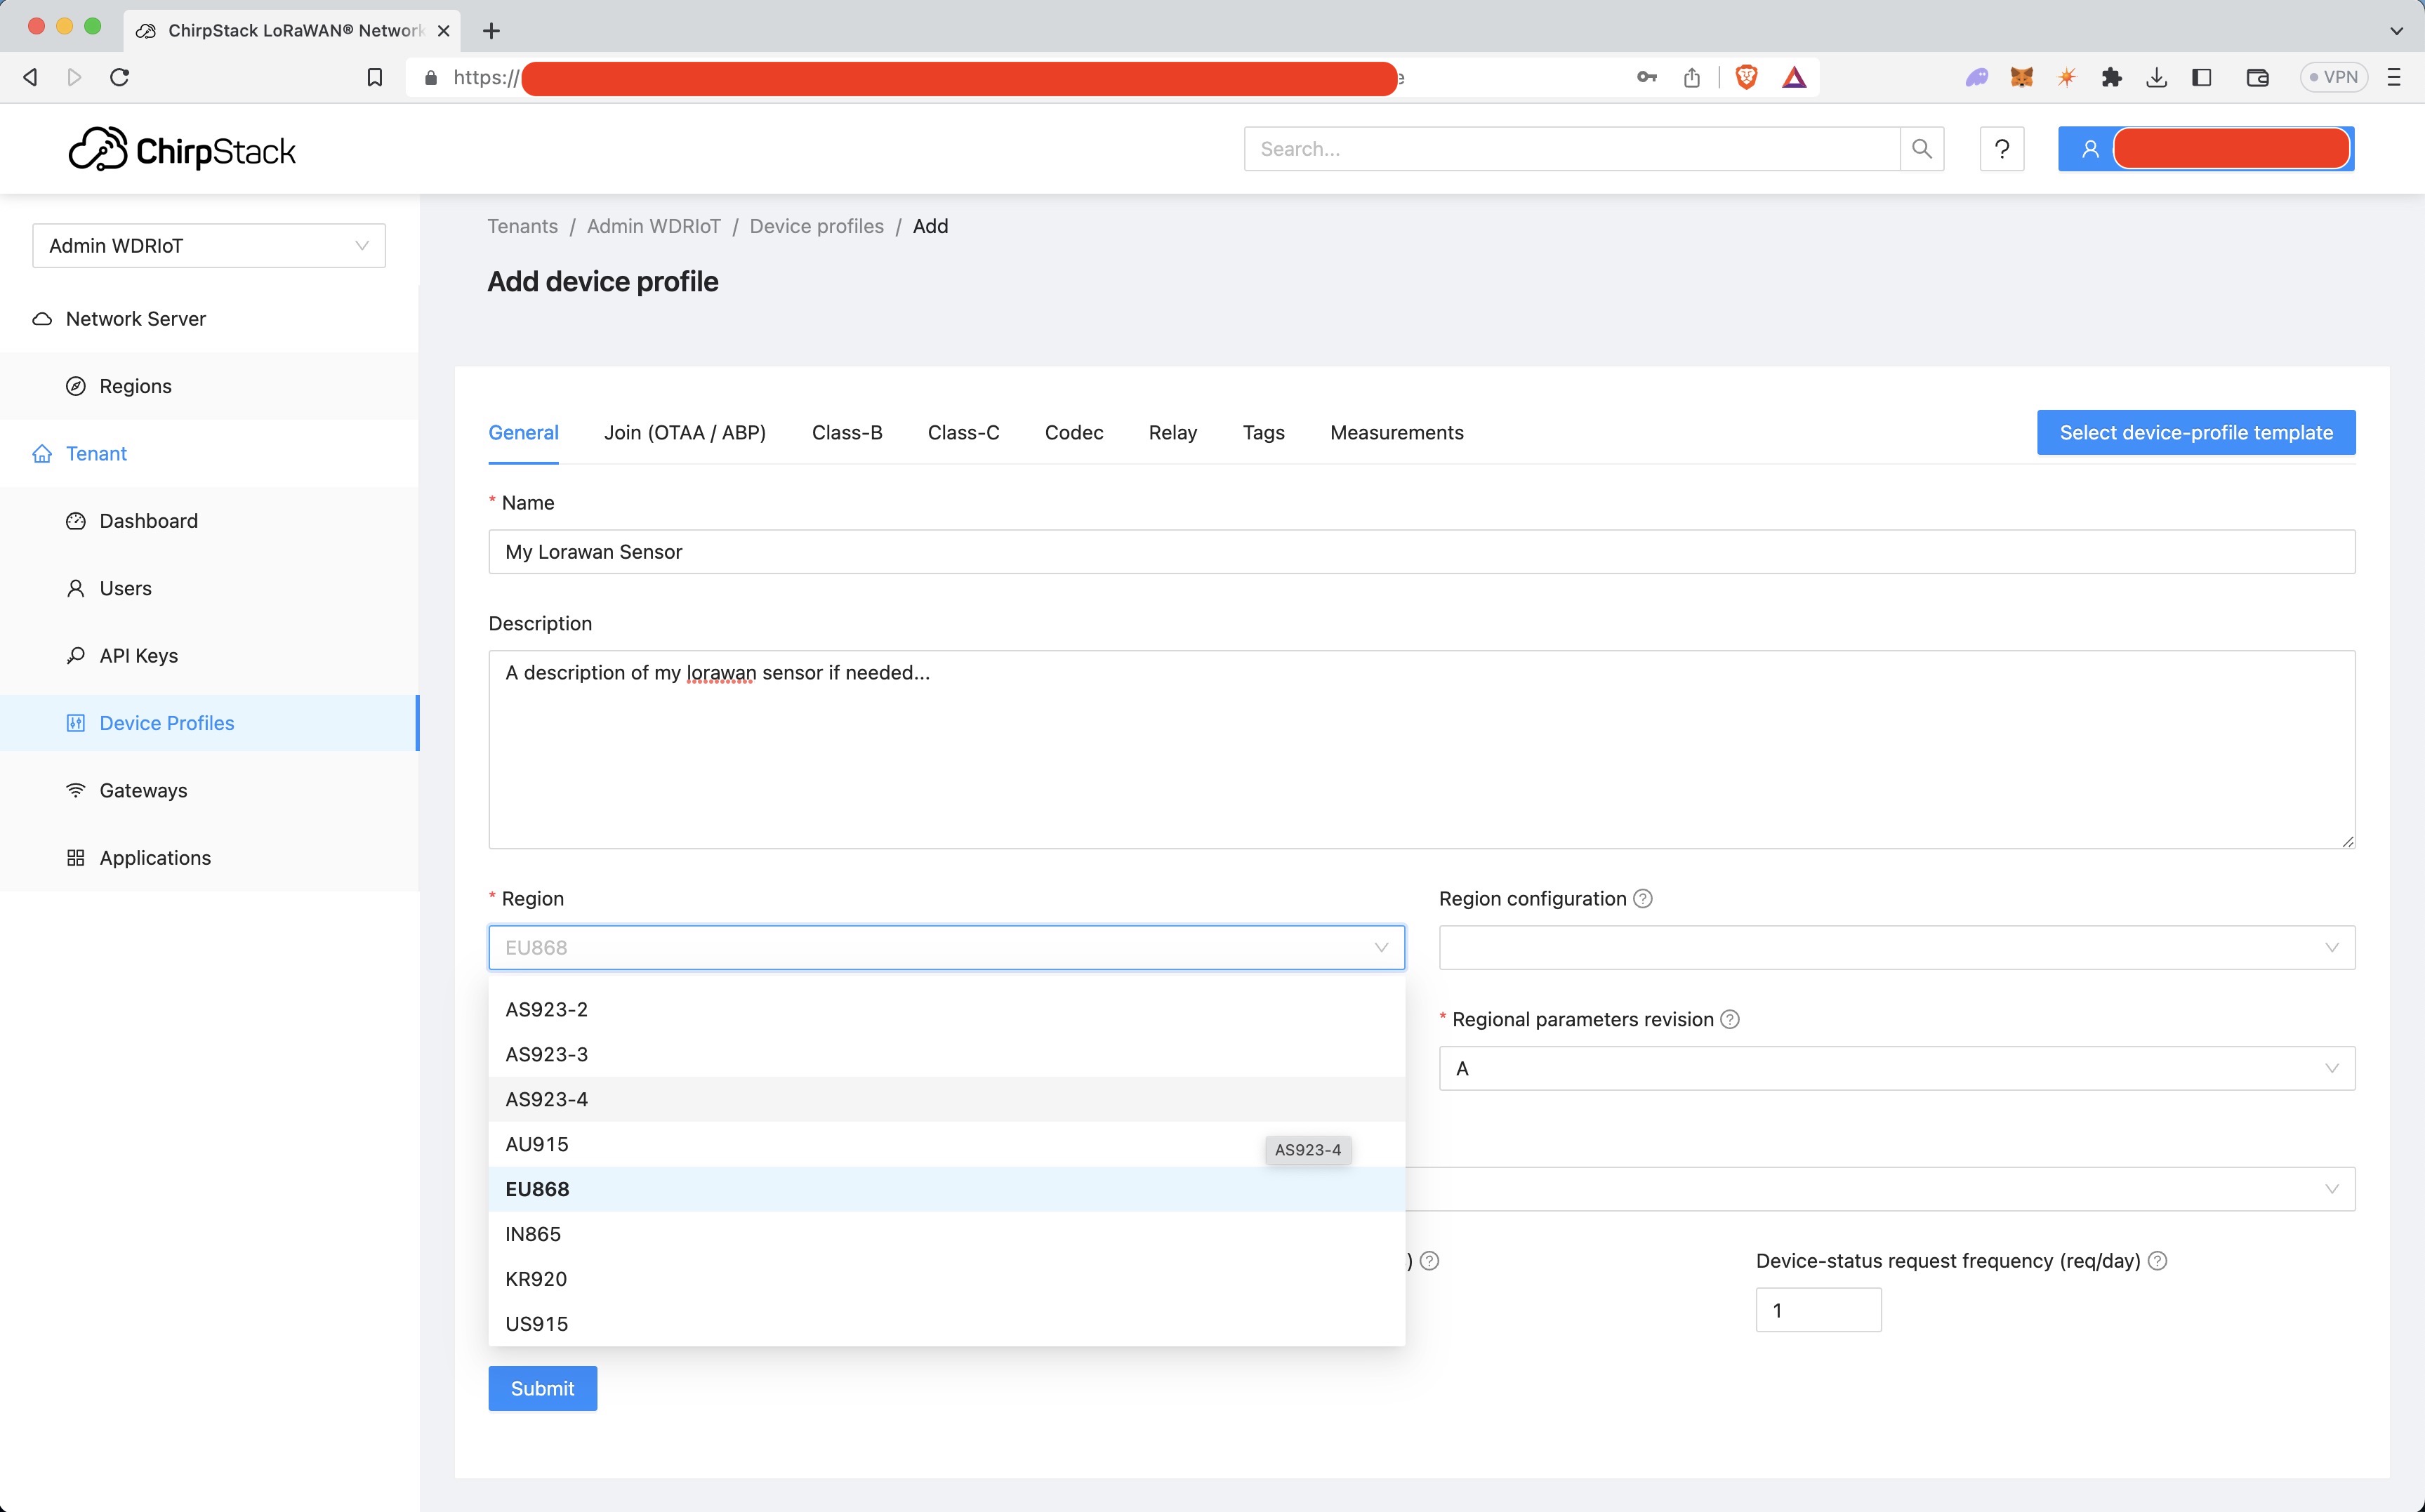 ChirpStack LoRaWAN® Network
https://
e
VPN
ChirpStack
Search...
?
Admin WDRIoT
Network Server
Regions
Tenant
Dashboard
Users
API Keys
Device Profiles
Gateways
Applications
Tenants / Admin WDRIoT / Device profiles / Add
Add device profile
General Join (OTAA / ABP) Class-B Class-C Codec Relay Tags Measurements
Select device-profile template
* Name
My Lorawan Sensor
Description
A description of my lorawan sensor if needed...
* Region
EU868
Region configuration ?
AS923-2
AS923-3
AS923-4
AU915
AS923-4
EU868
IN865
KR920
US915
* Regional parameters revision ?
A
) ?
Device-status request frequency (req/day) ?
1
Submit